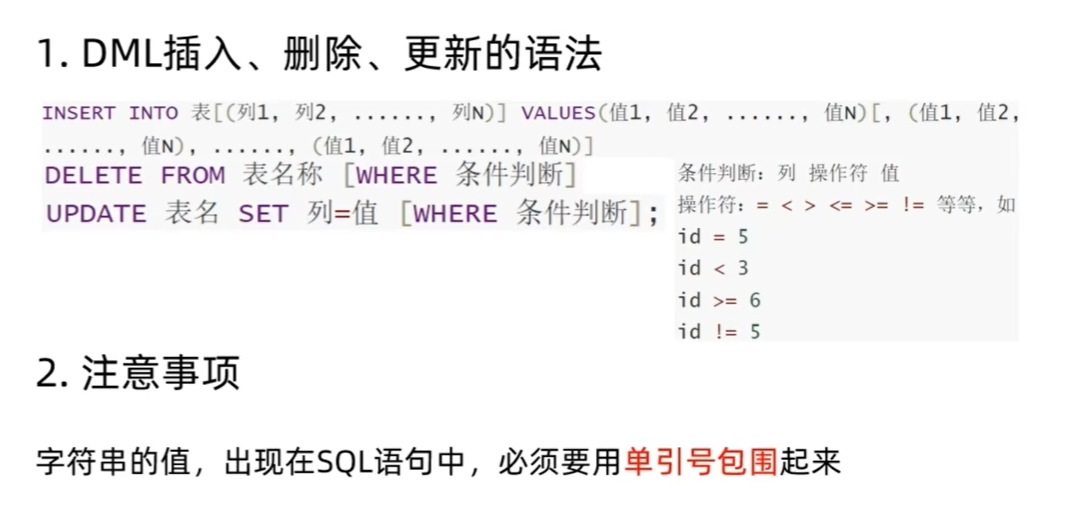 1. DML插入、删除、更新的语法
INSERT INTO 表[(列1, 列2, ......, 列N)] VALUES(值1, 值2, ......, 值N)[, (值1, 值2,
......, 值N), ......, (值1, 值2, ......, 值N)]
DELETE FROM 表名称 [WHERE 条件判断]
UPDATE 表名 SET 列=值 [WHERE 条件判断];
条件判断：列 操作符 值
操作符：= < > <= >= != 等等，如
id = 5
id < 3
id >= 6
id != 5
2. 注意事项
字符串的值，出现在SQL语句中，必须要用单引号包围起来